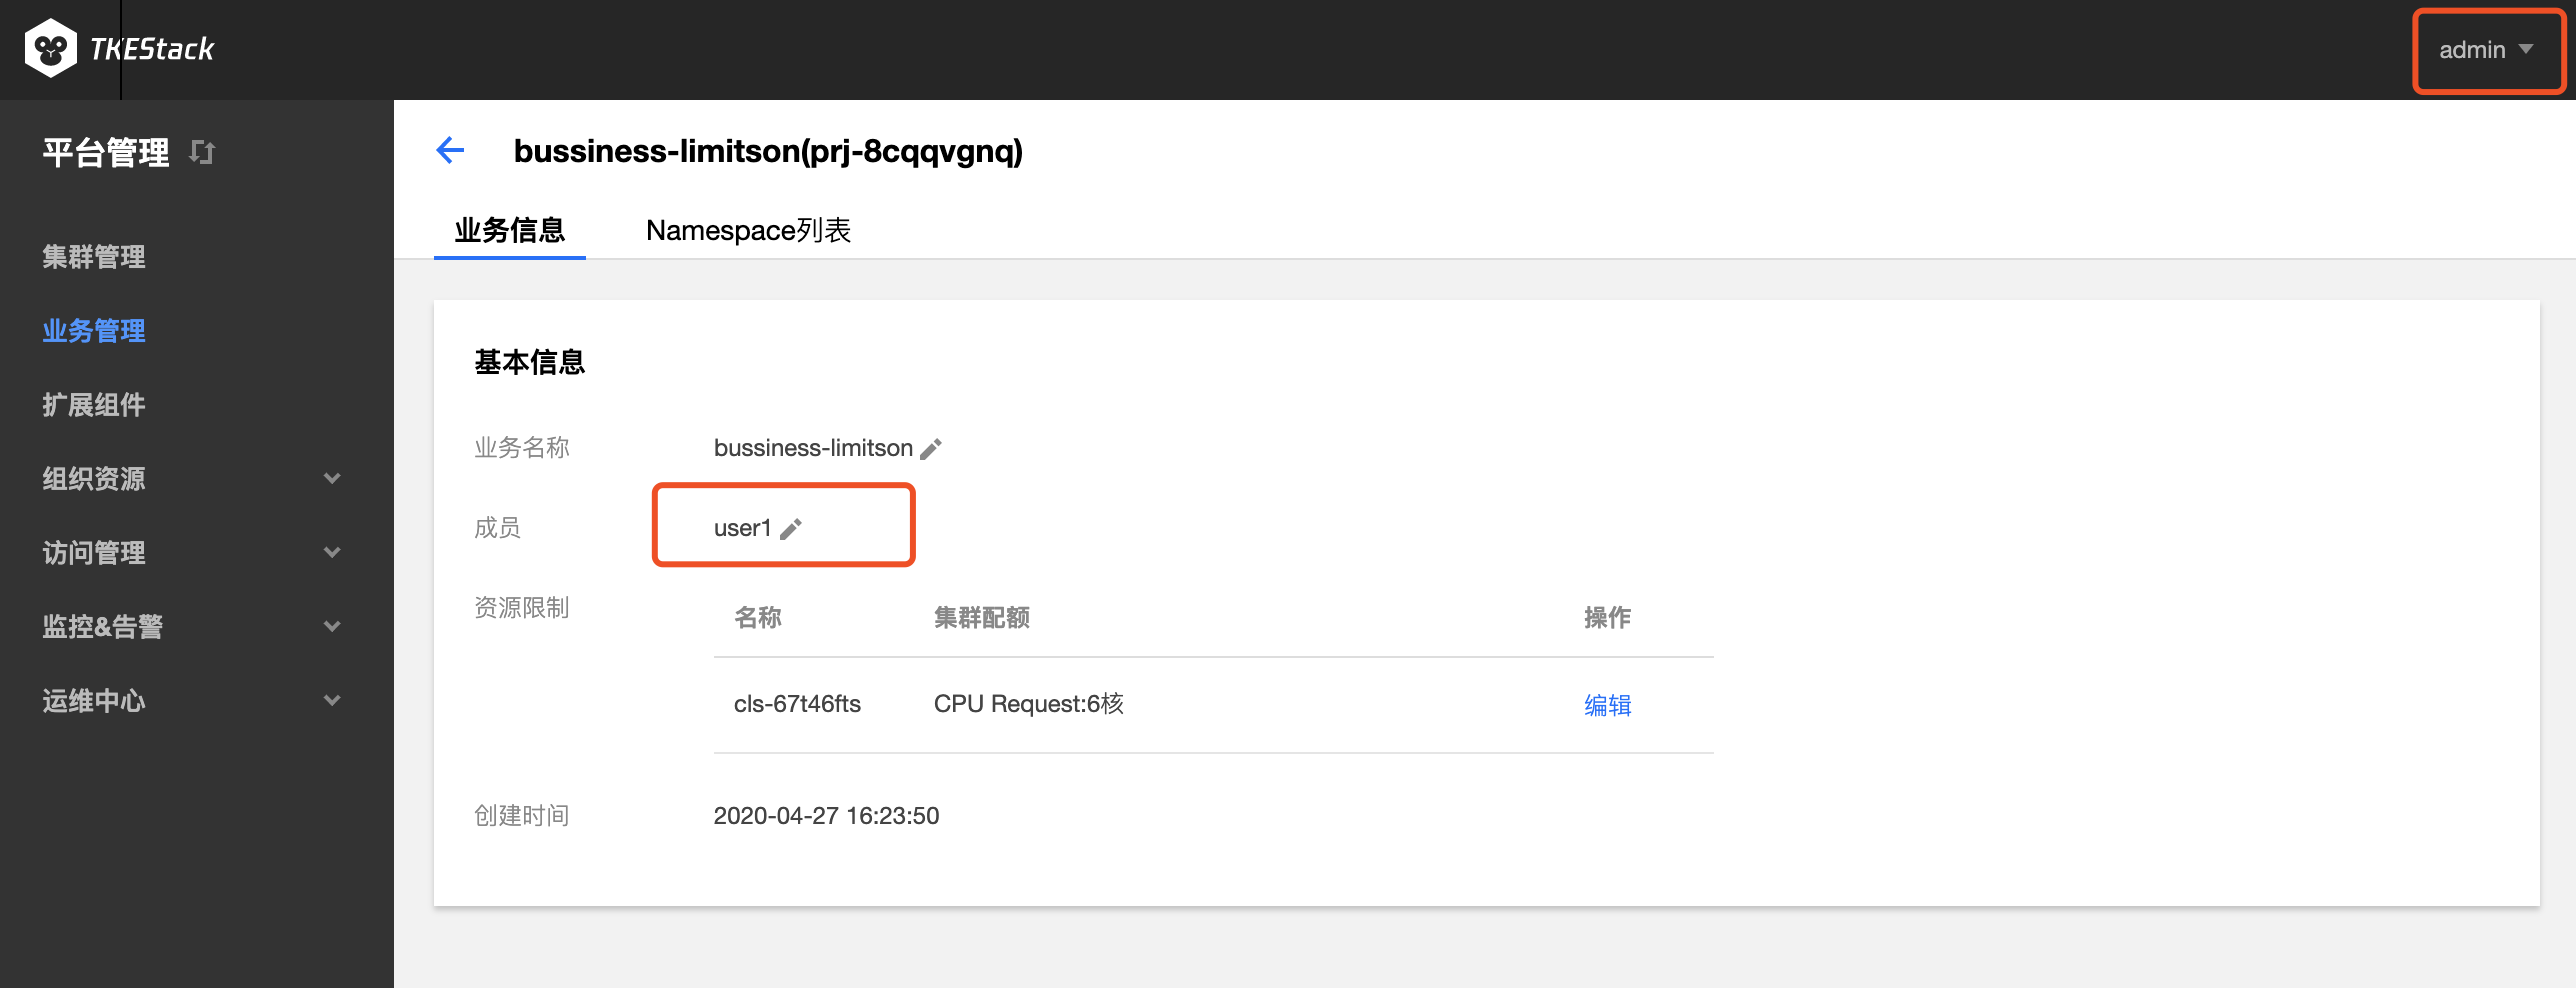 TKEStack
admin
平台管理
集群管理
业务管理
扩展组件
组织资源
访问管理
监控&告警
运维中心
bussiness-limitson(prj-8cqqvgnq)
业务信息 Namespace列表
基本信息
业务名称 bussiness-limitson
成员 user1
资源限制
名称 集群配额 操作
cls-67t46fts CPU Request:6核 编辑
创建时间 2020-04-27 16:23:50